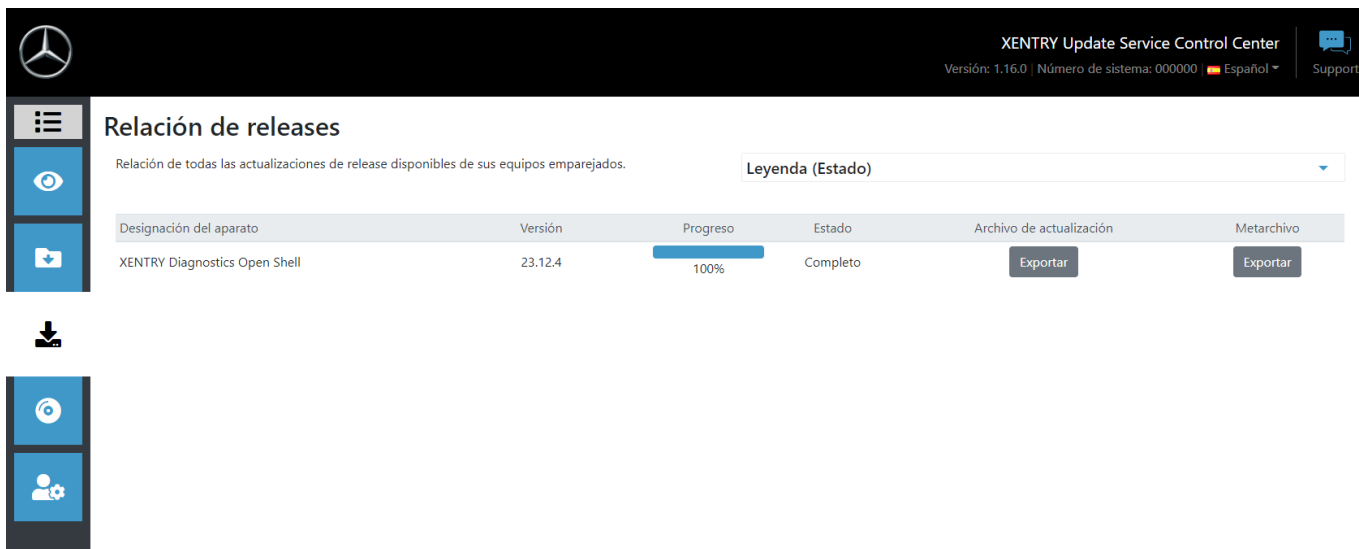 XENTRY Update Service Control Center
Versión: 1.16.0 | Número de sistema: 000000 | Español
Support
Relación de releases
Relación de todas las actualizaciones de release disponibles de sus equipos emparejados.
Leyenda (Estado)
Designación del aparato Versión Progreso Estado Archivo de actualización Metarchivo
XENTRY Diagnostics Open Shell 23.12.4 100% Completo Exportar Exportar